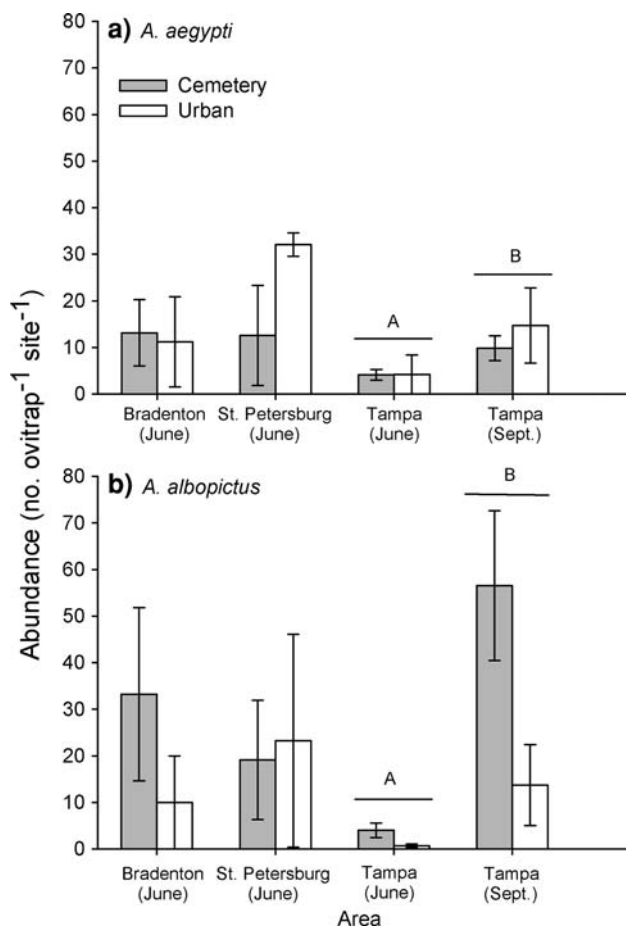 a) A. aegypti
Cemetery
Urban
80
70
60
50
40
30
20
10
0
A
B
Bradenton St. Petersburg Tampa Tampa
(June) (June) (June) (Sept.)
Abundance (no. ovitrap⁻¹ site⁻¹)
b) A. albopictus
80
70
60
50
40
30
20
10
0
A
B
Bradenton St. Petersburg Tampa Tampa
(June) (June) (June) (Sept.)
Area